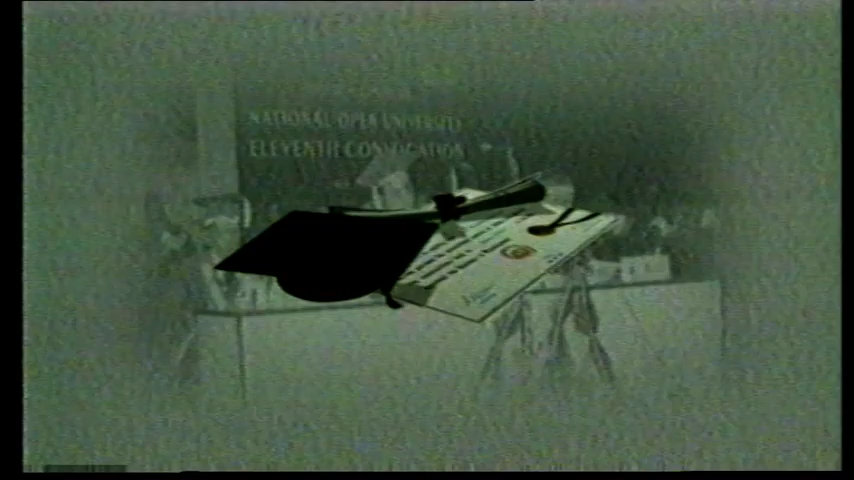 NATIONAL OPEN UNIVERSITY
ELEVENTH CONVOCATION